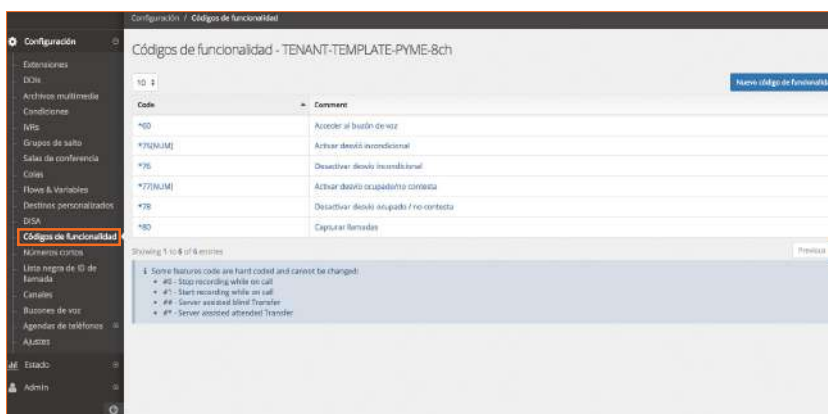 Configuración / Códigos de funcionalidad
Configuración
Extensiones
DDIs
Archivos multimedia
Condiciones
IVRs
Grupos de salto
Salas de conferencia
Colas
Flows & Variables
Destinos personalizados
DISA
Códigos de funcionalidad
Números cortos
Lista negra de ID de
llamada
Canales
Buzones de voz
Agendas de teléfonos
Ajustes
Estado
Admin
Códigos de funcionalidad - TENANT-TEMPLATE-PYME-8ch
10
Nuevo código de funcionalid
Code Comment
*60 Acceder al buzón de voz
Activar desvió incondicional
*76 Desactivar desvío incondicional
*77[NUM] Activar desvío ocupado/no contesta
*78 Desactivar desvío ocupado / no contesta
*80 Capturar llamadas
Showing 1 to 6 of 6 entries
Previous
Some features code are hard coded and cannot be changed:
#0 - Stop recording while on call
#1 - Start recording while on call
## - Server assisted blind Transfer
#* - Server assisted attended Transfer